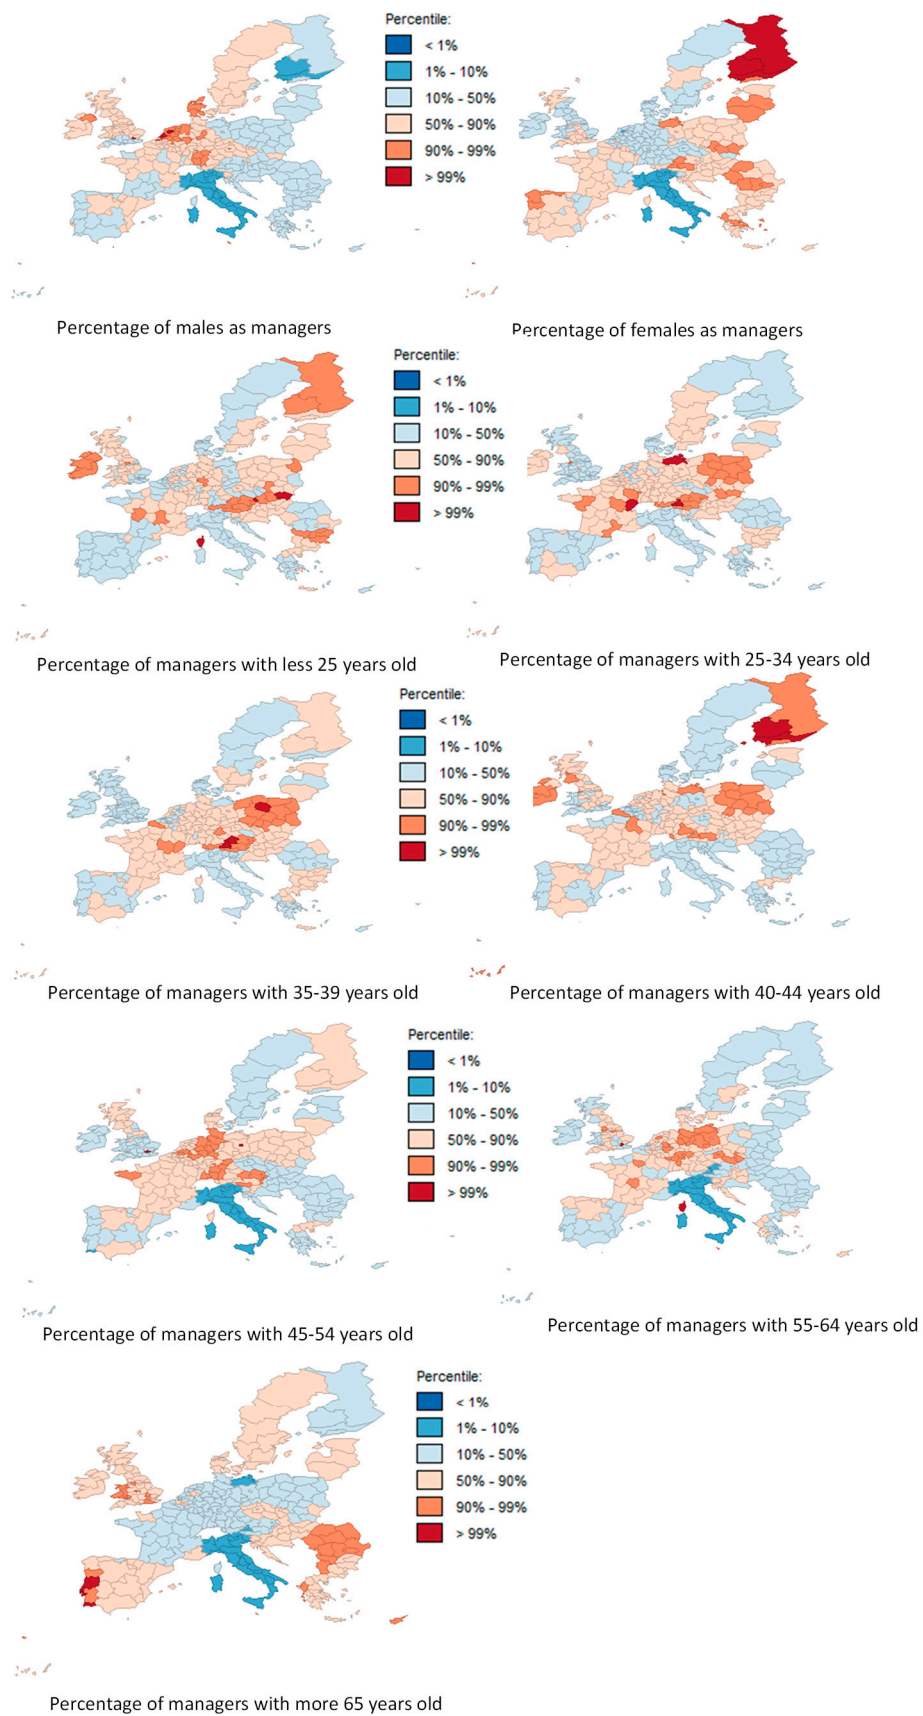 Percentile:
< 1%
1% - 10%
10% - 50%
50% - 90%
90% - 99%
> 99%
Percentage of males as managers
Percentage of females as managers
Percentile:
< 1%
1% - 10%
10% - 50%
50% - 90%
90% - 99%
> 99%
Percentage of managers with less 25 years old
Percentage of managers with 25-34 years old
Percentile:
< 1%
1% - 10%
10% - 50%
50% - 90%
90% - 99%
> 99%
Percentage of managers with 35-39 years old
Percentage of managers with 40-44 years old
Percentile:
< 1%
1% - 10%
10% - 50%
50% - 90%
90% - 99%
> 99%
Percentage of managers with 45-54 years old
Percentage of managers with 55-64 years old
Percentile:
< 1%
1% - 10%
10% - 50%
50% - 90%
90% - 99%
> 99%
Percentage of managers with more 65 years old